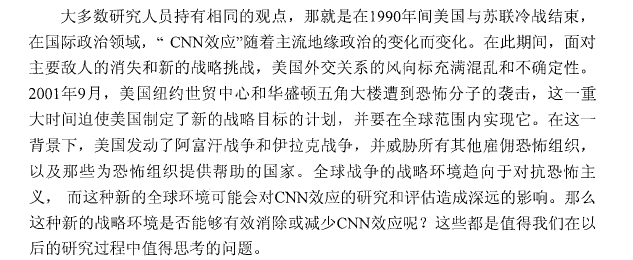 大多数研究人员持有相同的观点，那就是在1990年间美国与苏联冷战结束，
在国际政治领域，“ CNN效应”随着主流地缘政治的变化而变化。在此期间，面对
主要敌人的消失和新的战略挑战，美国外交关系的风向标充满混乱和不确定性。
2001年9月，美国纽约世贸中心和华盛顿五角大楼遭到恐怖分子的袭击，这一重
大时间迫使美国制定了新的战略目标的计划，并要在全球范围内实现它。在这一
背景下，美国发动了阿富汗战争和伊拉克战争，并威胁所有其他雇佣恐怖组织，
以及那些为恐怖组织提供帮助的国家。全球战争的战略环境趋向于对抗恐怖主
义， 而这种新的全球环境可能会对CNN效应的研究和评估造成深远的影响。那么
这种新的战略环境是否能够有效消除或减少CNN效应呢？这些都是值得我们在以
后的研究过程中值得思考的问题。